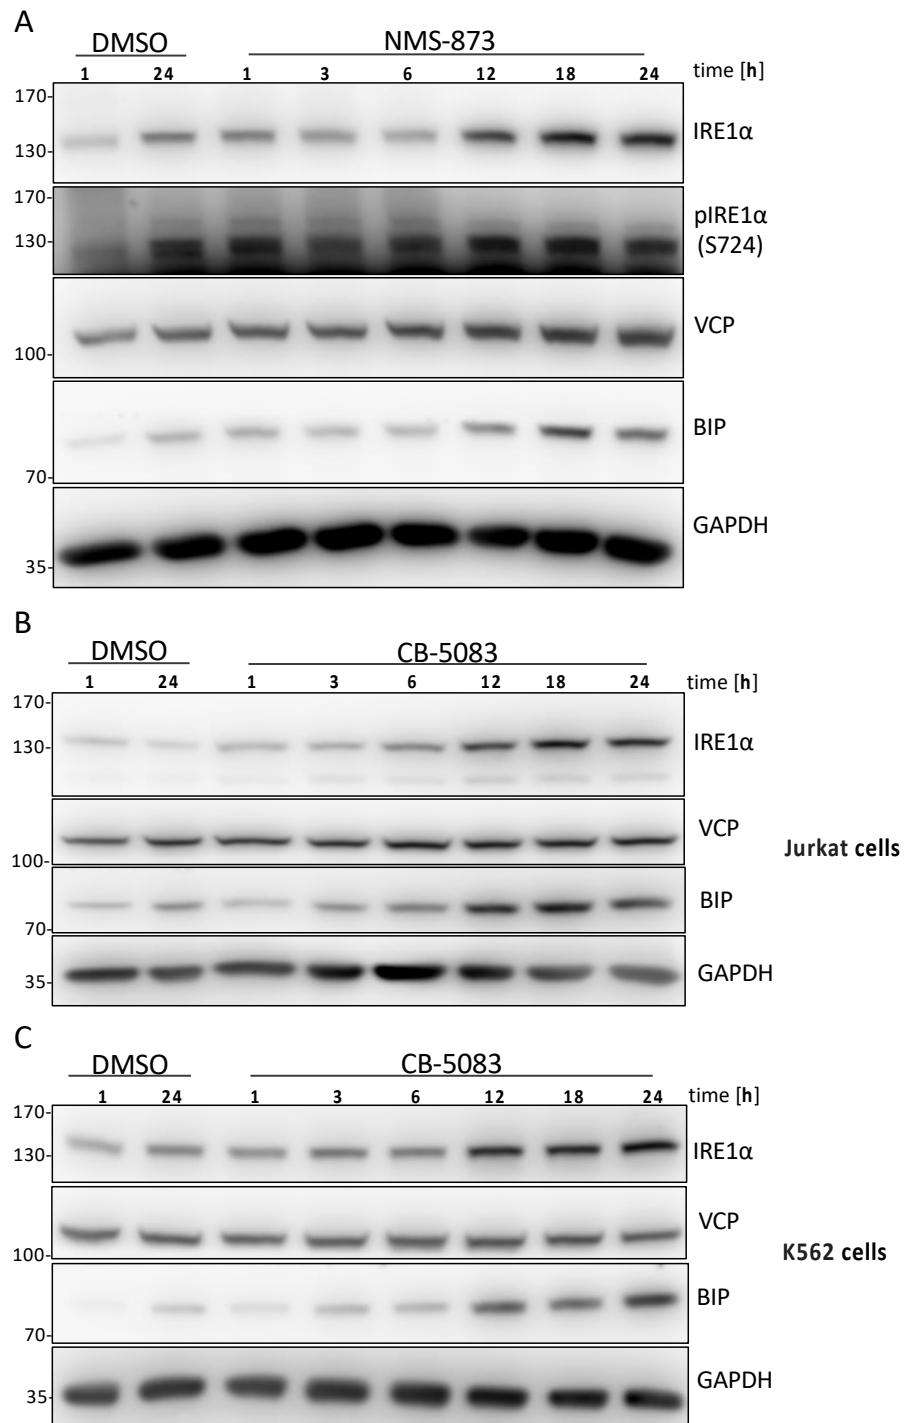 A
DMSO NMS-873
1 24 1 3 6 12 18 24 time [h]
170-
130-
IRE1α
170-
130-
pIRE1α
(S724)
VCP
100-
BIP
70-
GAPDH
35-
B
DMSO CB-5083
1 24 1 3 6 12 18 24 time [h]
170-
130-
IRE1α
VCP
100-
Jurkat cells
BIP
70-
GAPDH
35-
C
DMSO CB-5083
1 24 1 3 6 12 18 24 time [h]
170-
130-
IRE1α
VCP
100-
K562 cells
BIP
70-
GAPDH
35-